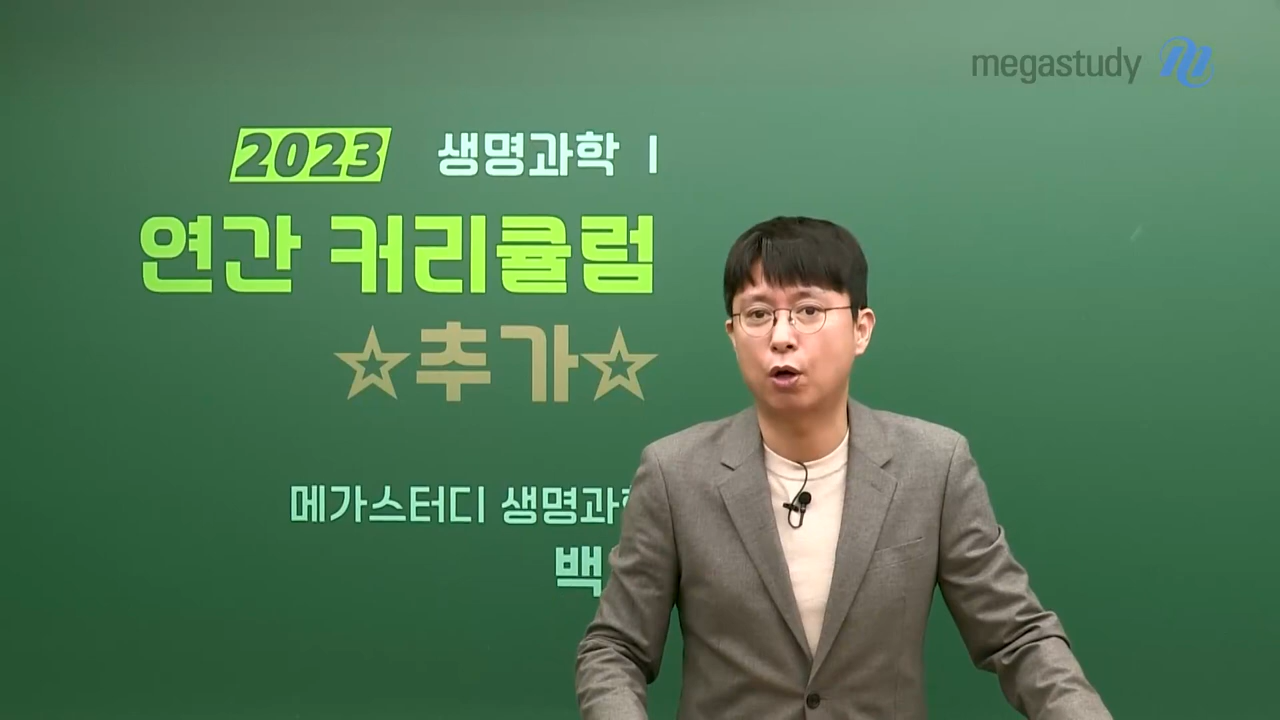 megastudy
2023 생명과학 I
연간 커리큘럼
☆추가☆
메가스터디 생명과
백